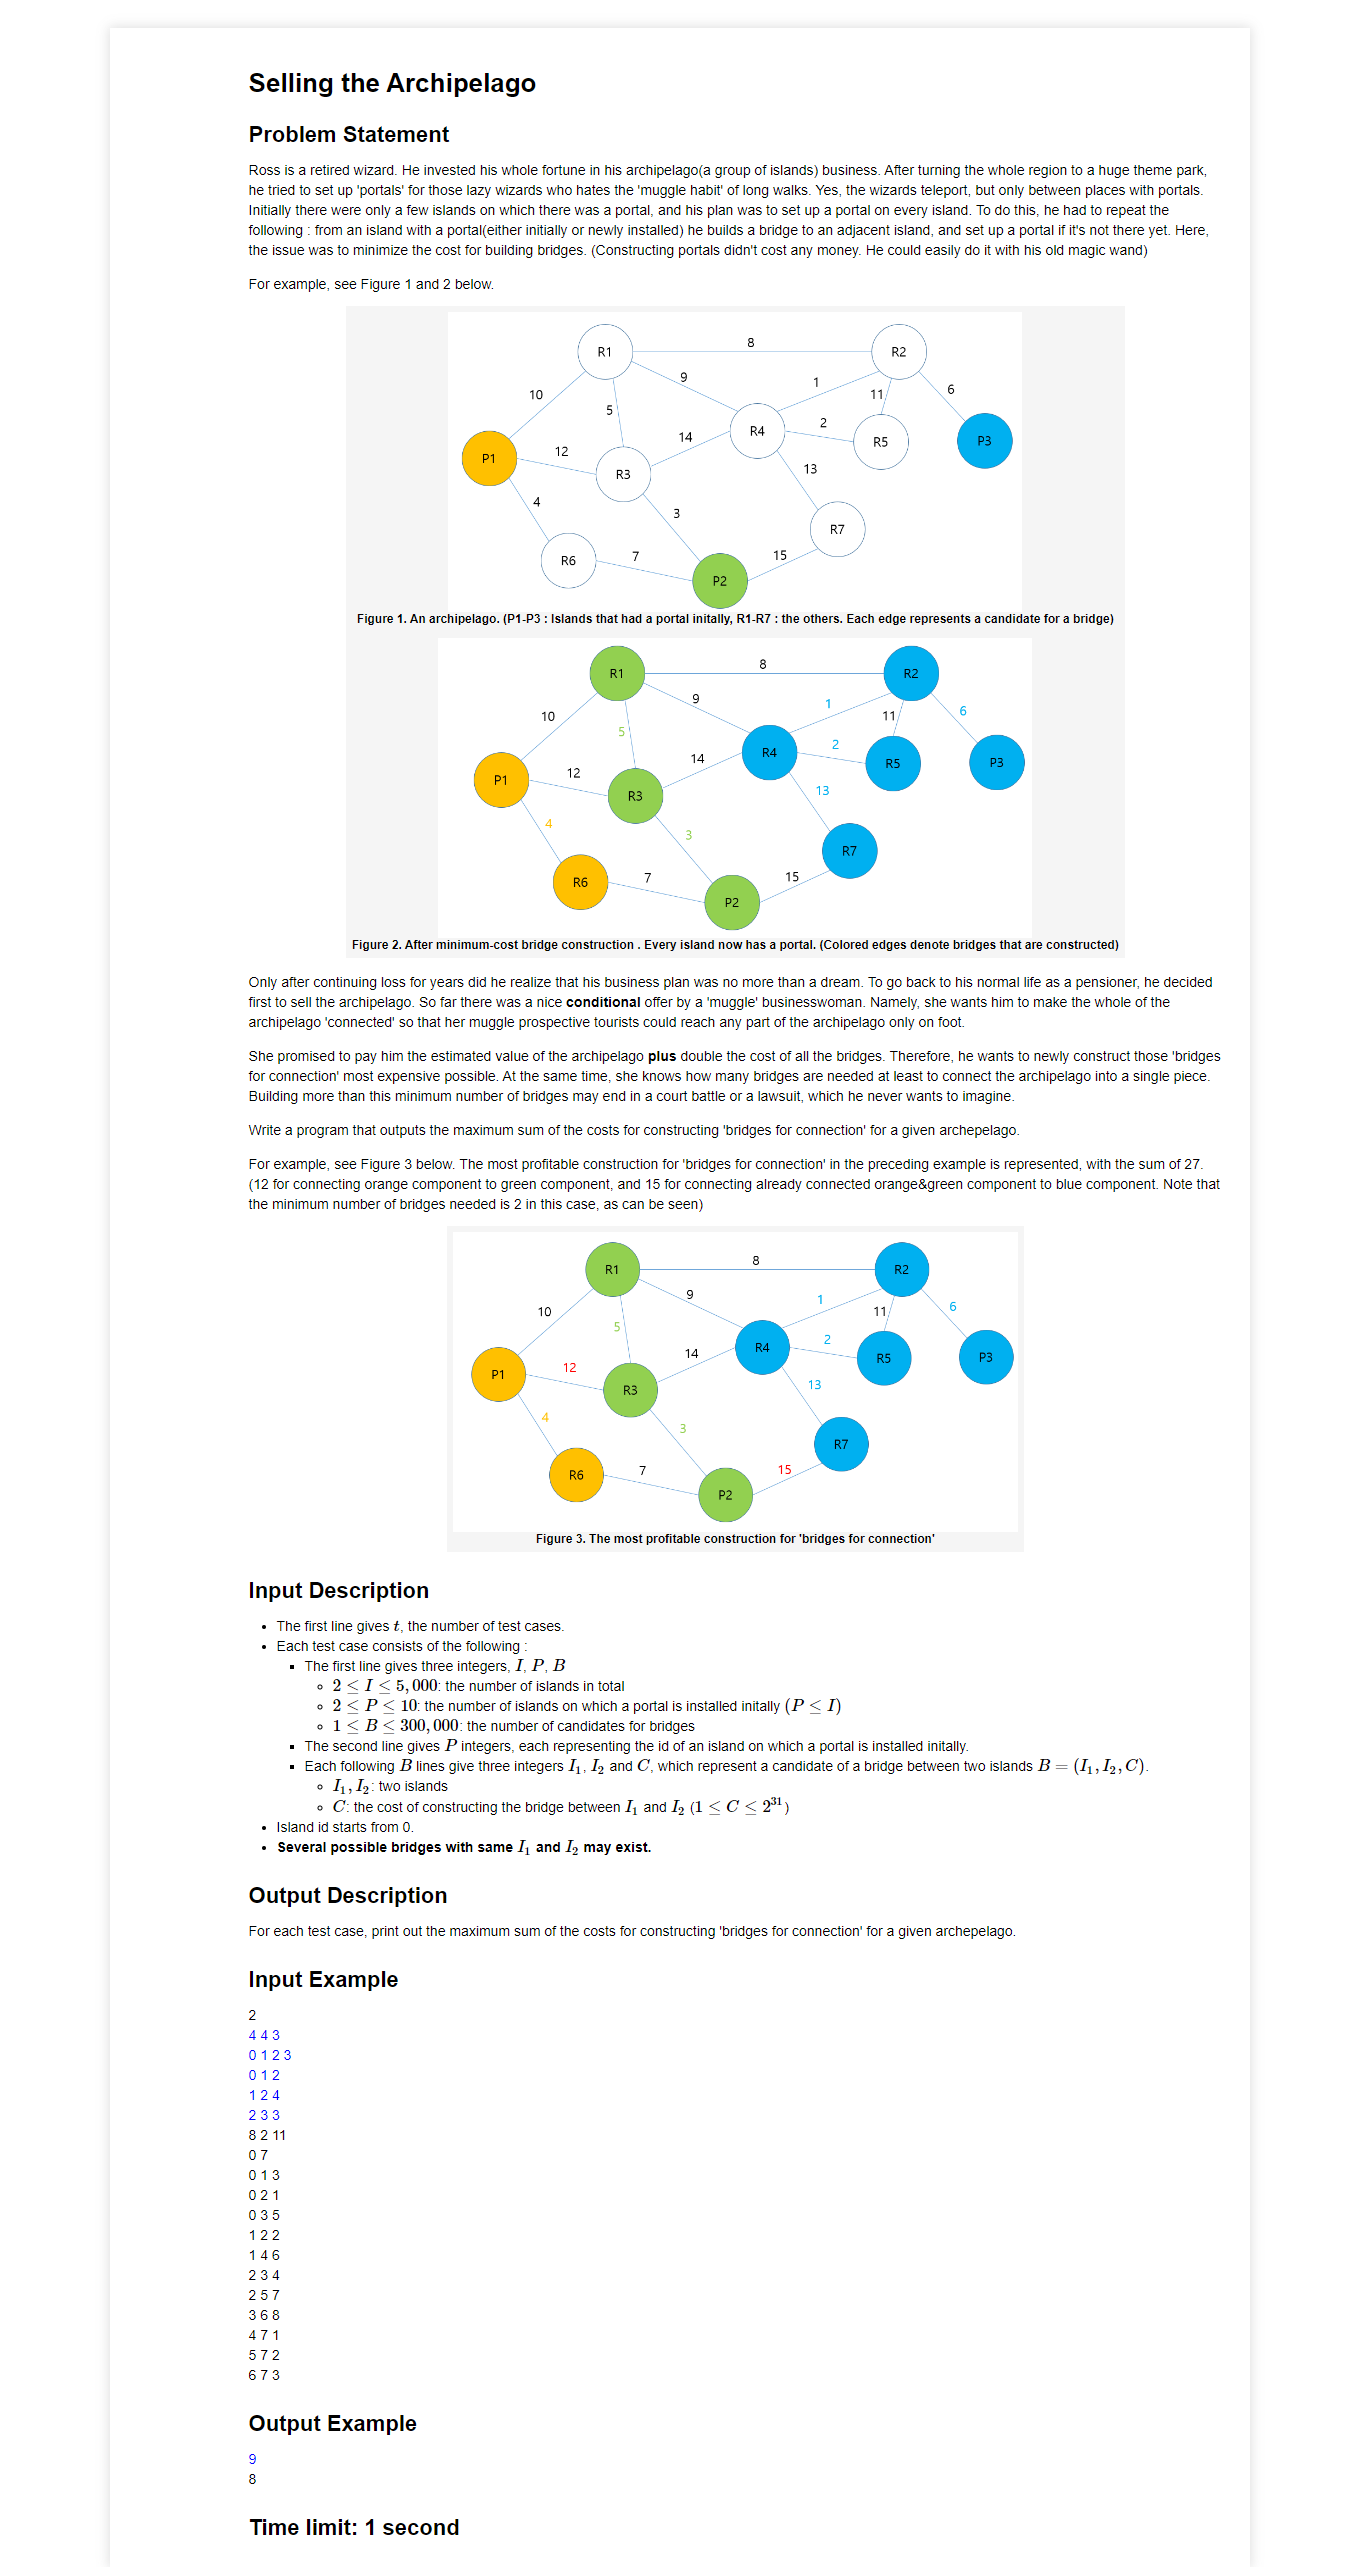 Selling the Archipelago
Problem Statement
Ross is a retired wizard. He invested his whole fortune in his archipelago(a group of islands) business. After turning the whole region to a huge theme park,
he tried to set up 'portals' for those lazy wizards who hates the 'muggle habit' of long walks. Yes, the wizards teleport, but only between places with portals.
Initially there were only a few islands on which there was a portal, and his plan was to set up a portal on every island. To do this, he had to repeat the
following : from an island with a portal(either initially or newly installed) he builds a bridge to an adjacent island, and set up a portal if it's not there yet. Here,
the issue was to minimize the cost for building bridges. (Constructing portals didn't cost any money. He could easily do it with his old magic wand)
For example, see Figure 1 and 2 below.
R1
8
R2
10
9
1
6
5
11
2
R4
R5
P3
12
14
P1
R3
13
4
3
R7
R6
7
15
P2
Figure 1. An archipelago. (P1-P3 : Islands that had a portal initally, R1-R7 : the others. Each edge represents a candidate for a bridge)
R1
8
R2
10
9
1
6
5
11
2
R4
R5
P3
12
14
P1
R3
13
4
3
R7
R6
7
15
P2
Figure 2. After minimum-cost bridge construction . Every island now has a portal. (Colored edges denote bridges that are constructed)
Only after continuing loss for years did he realize that his business plan was no more than a dream. To go back to his normal life as a pensioner, he decided
first to sell the archipelago. So far there was a nice conditional offer by a 'muggle' businesswoman. Namely, she wants him to make the whole of the
archipelago 'connected' so that her muggle prospective tourists could reach any part of the archipelago only on foot.
She promised to pay him the estimated value of the archipelago plus double the cost of all the bridges. Therefore, he wants to newly construct those 'bridges
for connection' most expensive possible. At the same time, she knows how many bridges are needed at least to connect the archipelago into a single piece.
Building more than this minimum number of bridges may end in a court battle or a lawsuit, which he never wants to imagine.
Write a program that outputs the maximum sum of the costs for constructing 'bridges for connection' for a given archepelago.
For example, see Figure 3 below. The most profitable construction for 'bridges for connection' in the preceding example is represented, with the sum of 27.
(12 for connecting orange component to green component, and 15 for connecting already connected orange&green component to blue component. Note that
the minimum number of bridges needed is 2 in this case, as can be seen)
R1
8
R2
10
9
1
6
5
11
2
R4
R5
P3
12
14
P1
R3
13
4
3
R7
R6
7
15
P2
Figure 3. The most profitable construction for 'bridges for connection'
Input Description
• The first line gives t, the number of test cases.
• Each test case consists of the following :
▪ The first line gives three integers, I, P, B
◦ 2 ≤ I ≤ 5,000: the number of islands in total
◦ 2 ≤ P ≤ 10: the number of islands on which a portal is installed initally (P ≤ I)
◦ 1 ≤ B ≤ 300,000: the number of candidates for bridges
▪ The second line gives P integers, each representing the id of an island on which a portal is installed initally.
▪ Each following B lines give three integers I₁, I₂ and C, which represent a candidate of a bridge between two islands B = (I₁, I₂, C).
◦ I₁, I₂: two islands
◦ C: the cost of constructing the bridge between I₁ and I₂ (1 ≤ C ≤ 2³¹)
• Island id starts from 0.
• Several possible bridges with same I₁ and I₂ may exist.
Output Description
For each test case, print out the maximum sum of the costs for constructing 'bridges for connection' for a given archepelago.
Input Example
2
4 4 3
0 1 2 3
0 1 2
1 2 4
2 3 3
8 2 11
0 7
0 1 3
0 2 1
0 3 5
1 2 2
1 4 6
2 3 4
2 5 7
3 6 8
4 7 1
5 7 2
6 7 3
Output Example
9
8
Time limit: 1 second